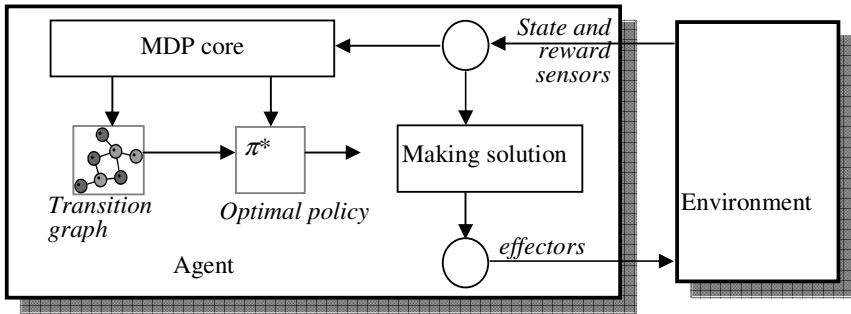 MDP core
State and
reward
sensors
π*
Making solution
Transition
graph
Optimal policy
Environment
effectors
Agent